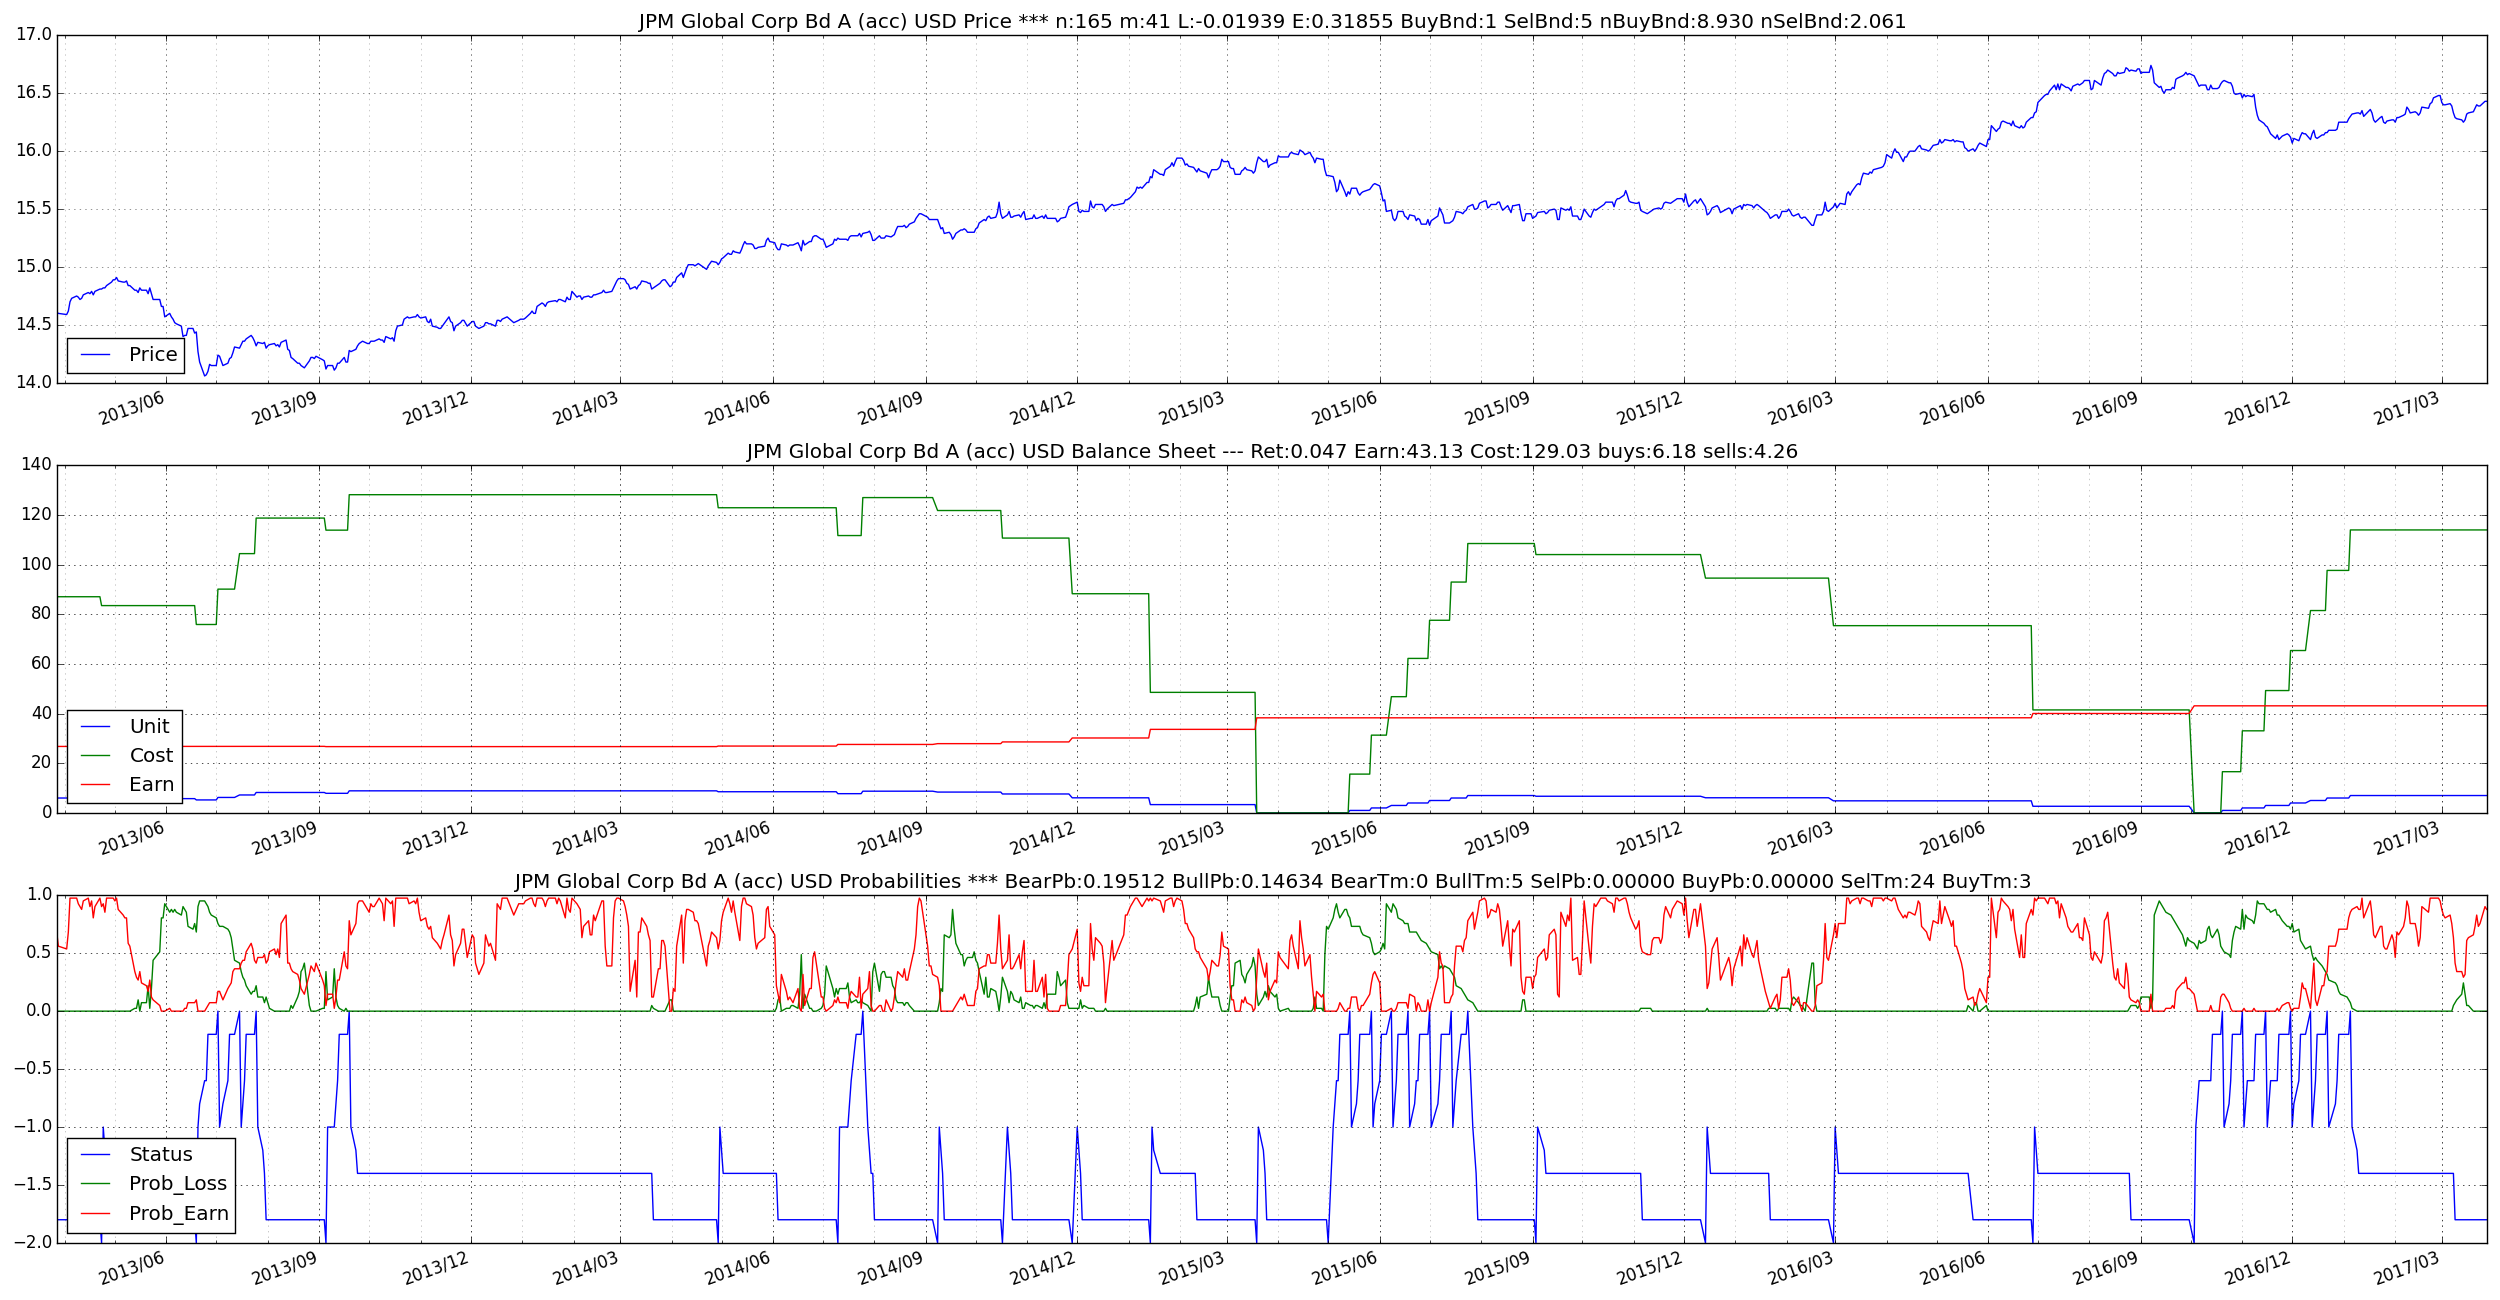 JPM Global Corp Bd A (acc) USD Price *** n:165 m:41 L:-0.01939 E:0.31855 BuyBnd:1 SelBnd:5 nBuyBnd:8.930 nSelBnd:2.061
17.0
16.5
16.0
15.5
15.0
14.5
14.0
Price
2013/06 2013/09 2013/12 2014/03 2014/06 2014/09 2014/12 2015/03 2015/06 2015/09 2015/12 2016/03 2016/06 2016/09 2016/12 2017/03
JPM Global Corp Bd A (acc) USD Balance Sheet --- Ret:0.047 Earn:43.13 Cost:129.03 buys:6.18 sells:4.26
140
120
100
80
60
40
20
0
Unit
Cost
Earn
2013/06 2013/09 2013/12 2014/03 2014/06 2014/09 2014/12 2015/03 2015/06 2015/09 2015/12 2016/03 2016/06 2016/09 2016/12 2017/03
JPM Global Corp Bd A (acc) USD Probabilities *** BearPb:0.19512 BullPb:0.14634 BearTm:0 BullTm:5 SelPb:0.00000 BuyPb:0.00000 SelTm:24 BuyTm:3
1.0
0.5
0.0
−0.5
−1.0
−1.5
−2.0
Status
Prob_Loss
Prob_Earn
2013/06 2013/09 2013/12 2014/03 2014/06 2014/09 2014/12 2015/03 2015/06 2015/09 2015/12 2016/03 2016/06 2016/09 2016/12 2017/03